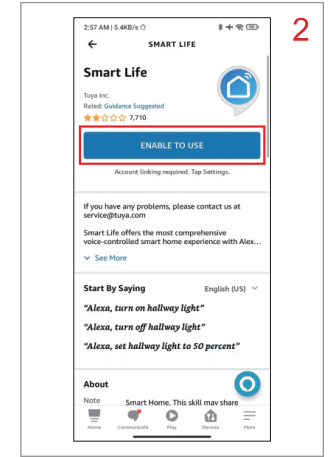 2
2:57 AM | 5.4KB/s
SMART LIFE
Smart Life
Tuya Inc.
Rated: Guidance Suggested
7,710
ENABLE TO USE
Account linking required. Tap Settings.
If you have any problems, please contact us at
service@tuya.com
Smart Life offers the most comprehensive
voice-controlled smart home experience with Alex...
See More
Start By Saying English (US)
“Alexa, turn on hallway light”
“Alexa, turn off hallway light”
“Alexa, set hallway light to 50 percent”
About
Note Smart Home. This skill may share
Home Communicate Play Devices More